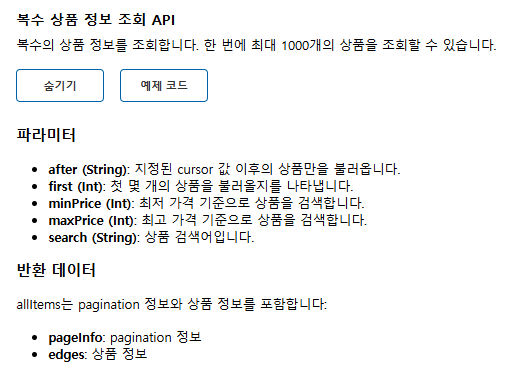 복수 상품 정보 조회 API
복수의 상품 정보를 조회합니다. 한 번에 최대 1000개의 상품을 조회할 수 있습니다.
숨기기
예제 코드
파라미터
after (String): 지정된 cursor 값 이후의 상품만을 불러옵니다.
first (Int): 첫 몇 개의 상품을 불러올지를 나타냅니다.
minPrice (Int): 최저 가격 기준으로 상품을 검색합니다.
maxPrice (Int): 최고 가격 기준으로 상품을 검색합니다.
search (String): 상품 검색어입니다.
반환 데이터
allItems는 pagination 정보와 상품 정보를 포함합니다:
pageInfo: pagination 정보
edges: 상품 정보